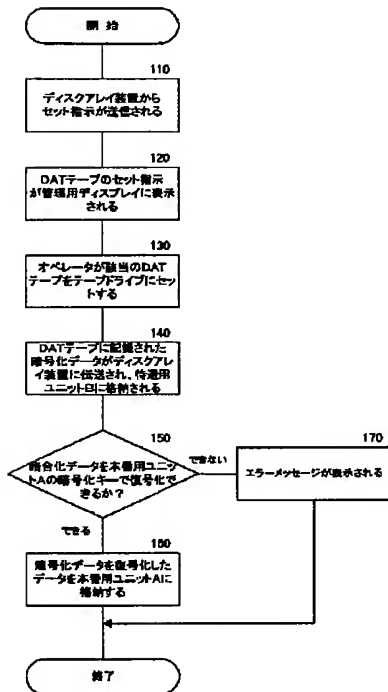 開 始
110
ディスクアレイ装置から
セット指示が送信される
120
DATテープのセット指示
が管理用ディスプレイに表示
される
130
オペレータが該当のDAT
テープをテープドライブにセッ
トする
140
DATテープに記録された
暗号化データがディスクアレ
イ装置に伝送され、待避用
ユニットBに格納される
150
暗合化データを本番用ユニッ
トAの暗号化キーで復号化で
きるか?
できない
170
エラーメッセージが表示される
できる
160
暗号化データを復号化した
データを本番用ユニットAに
格納する
終了